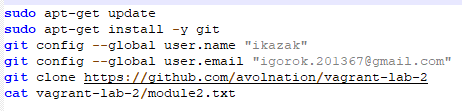 sudo apt-get update
sudo apt-get install -y git
git config --global user.name "ikazak"
git config --global user.email "igorok.201367@gmail.com"
git clone https://github.com/avolnation/vagrant-lab-2
cat vagrant-lab-2/module2.txt